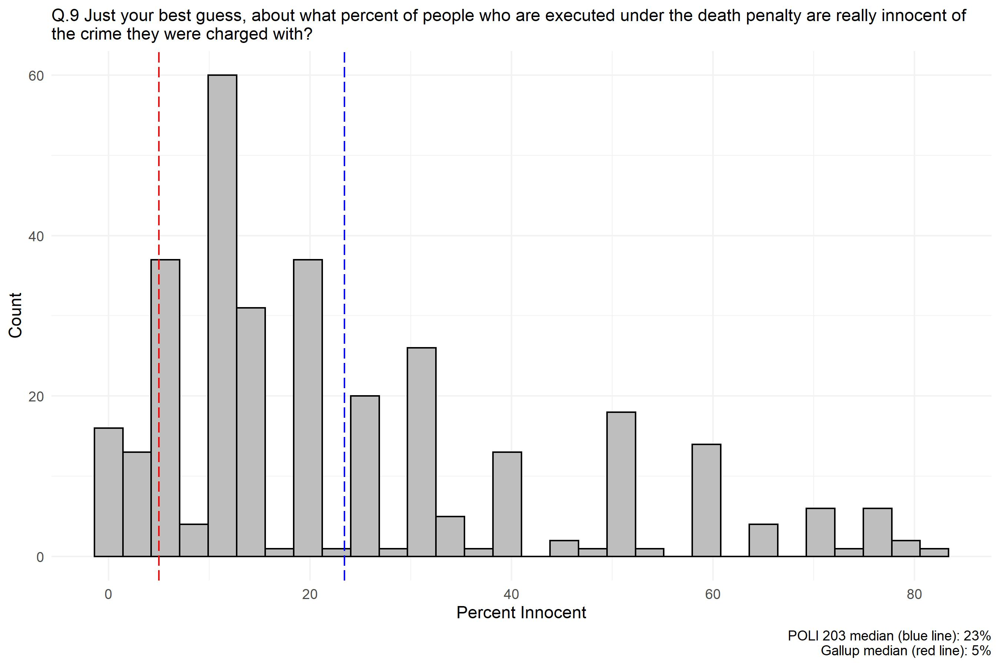 Q.9 Just your best guess, about what percent of people who are executed under the death penalty are really innocent of
the crime they were charged with?
60
40
20
0
Count
0 20 40 60 80
Percent Innocent
POLI 203 median (blue line): 23%
Gallup median (red line): 5%